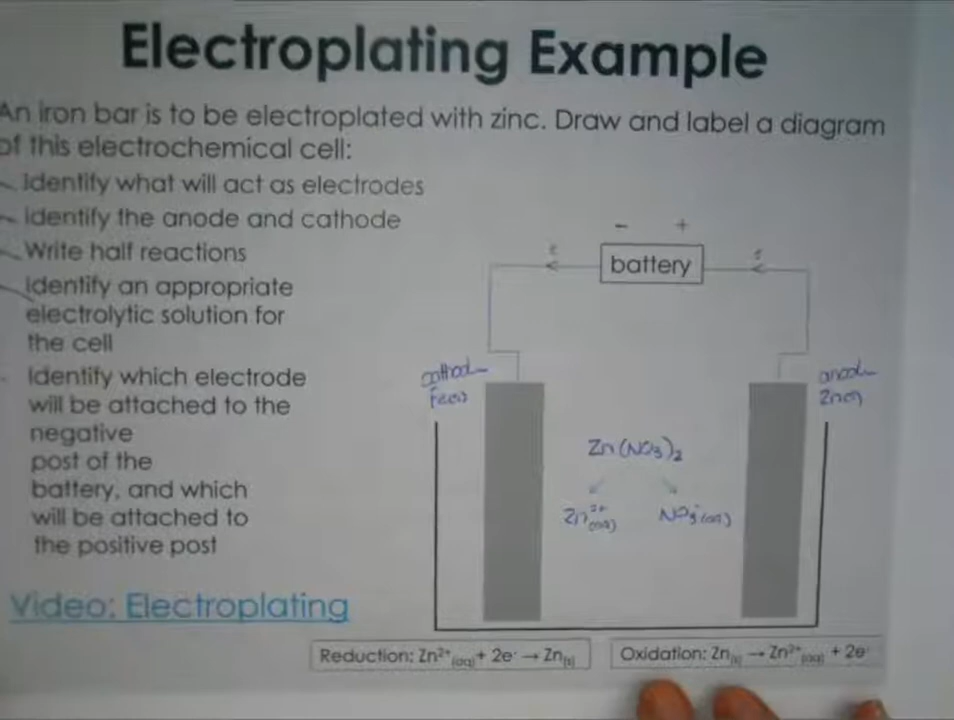 Electroplating Example
An iron bar is to be electroplated with zinc. Draw and label a diagram
of this electrochemical cell:
Identify what will act as electrodes
Identify the anode and cathode
Write half reactions
Identify an appropriate
electrolytic solution for
the cell
- Identify which electrode
will be attached to the
negative
post of the
battery, and which
will be attached to
the positive post
Video: Electroplating
- +
e e
battery
cathode
Fe(s)
anode
Zn(s)
Zn(NO3)2
Zn2+(aq) NO3-(aq)
Reduction: Zn²⁺(aq) + 2e⁻ → Zn(s)
Oxidation: Zn(s) → Zn²⁺(aq) + 2e⁻